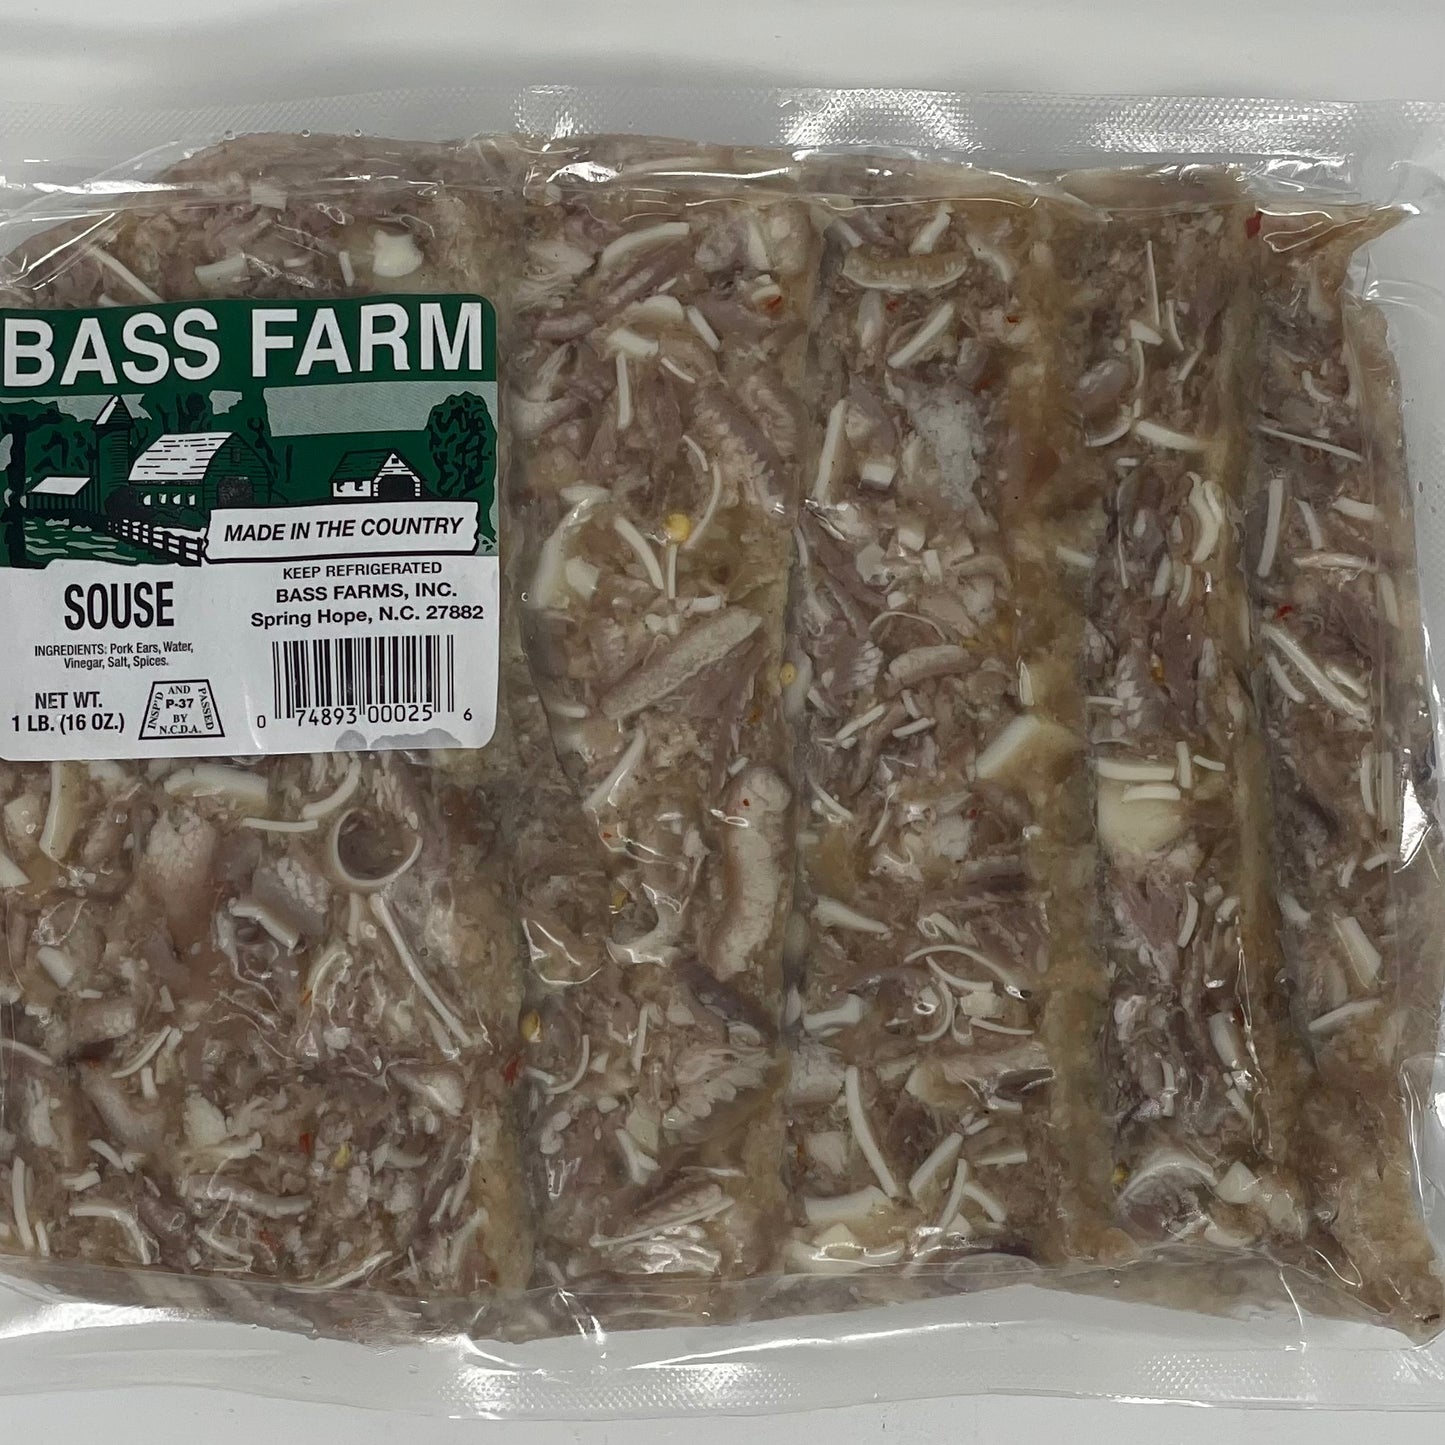 BASS FARM
MADE IN THE COUNTRY
SOUSE
INGREDIENTS: Pork Ears, Water,
Vinegar, Salt, Spices.
NET WT.
1 LB. (16 OZ.)
INSP'D AND PASSED
P-37
BY
N.C.D.A.
KEEP REFRIGERATED
BASS FARMS, INC.
Spring Hope, N.C. 27882
0 74893 00025 6